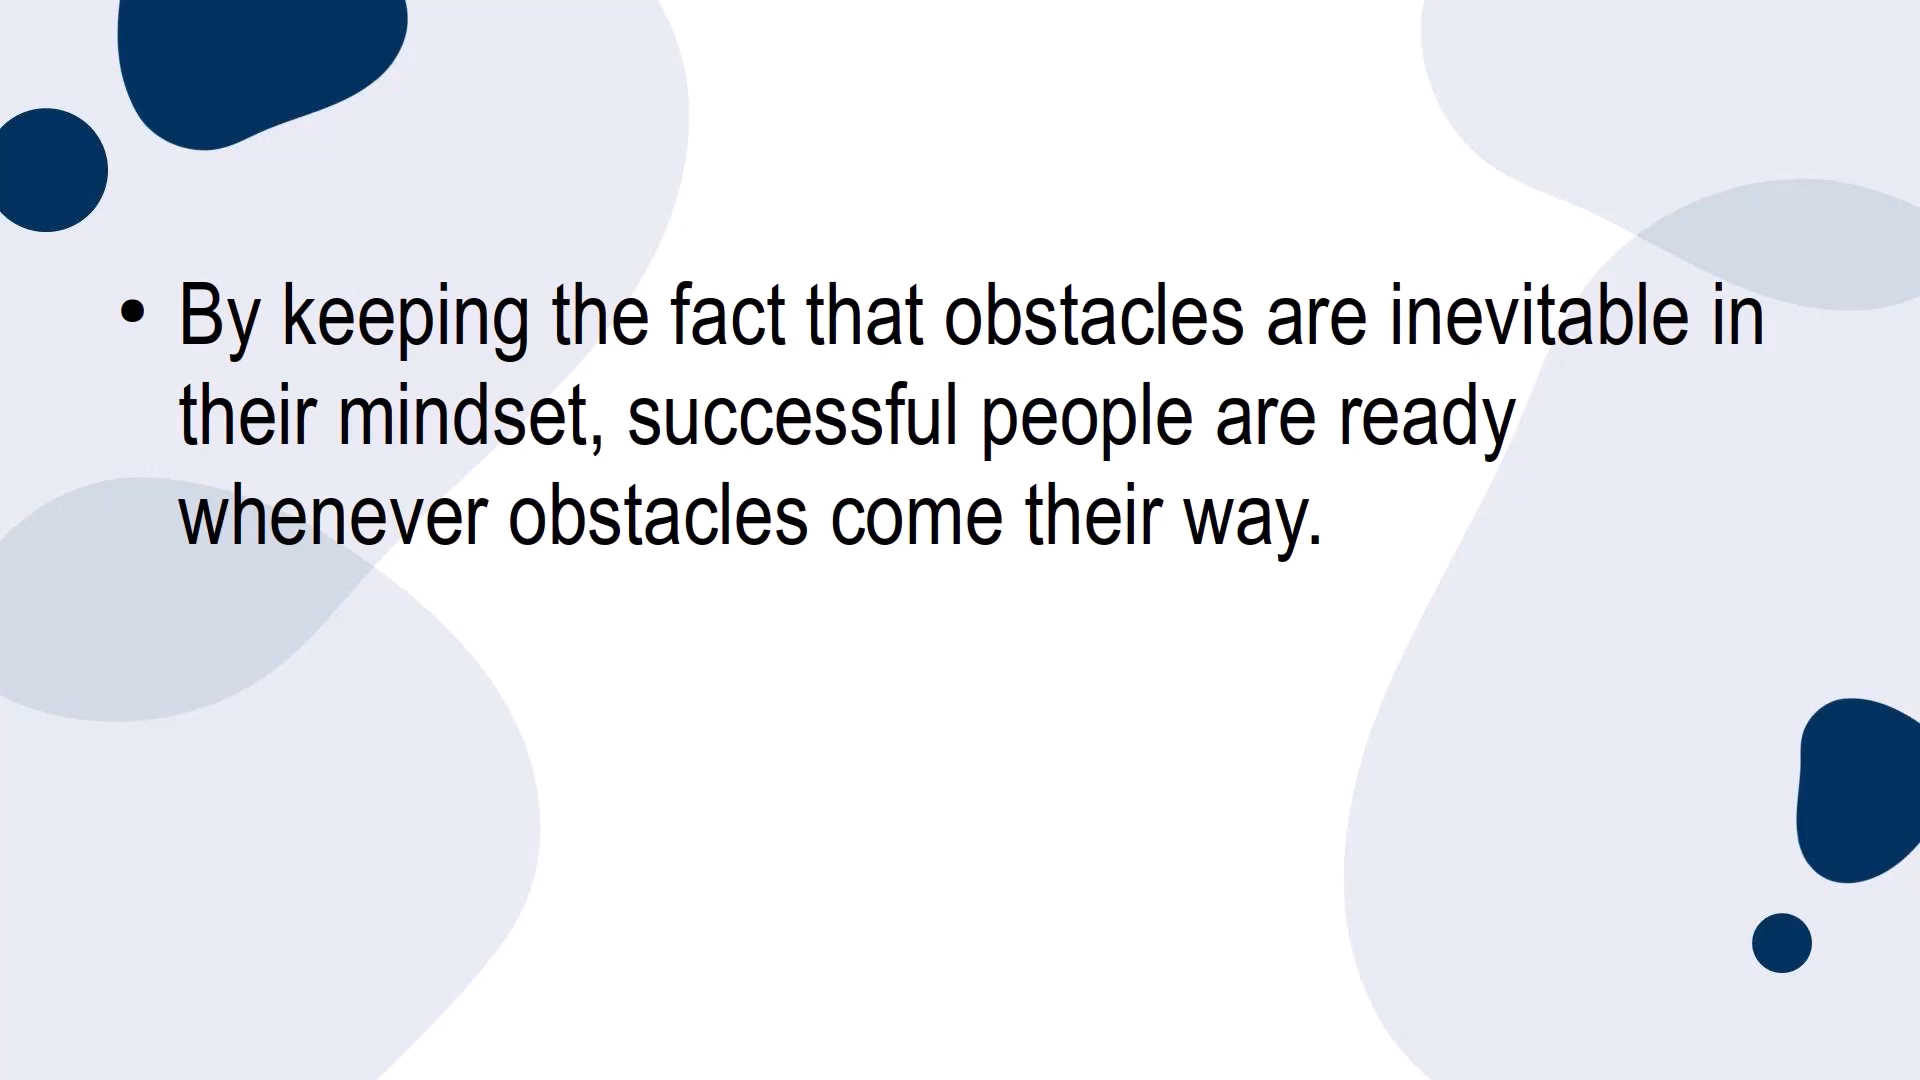 • By keeping the fact that obstacles are inevitable in
their mindset, successful people are ready
whenever obstacles come their way.